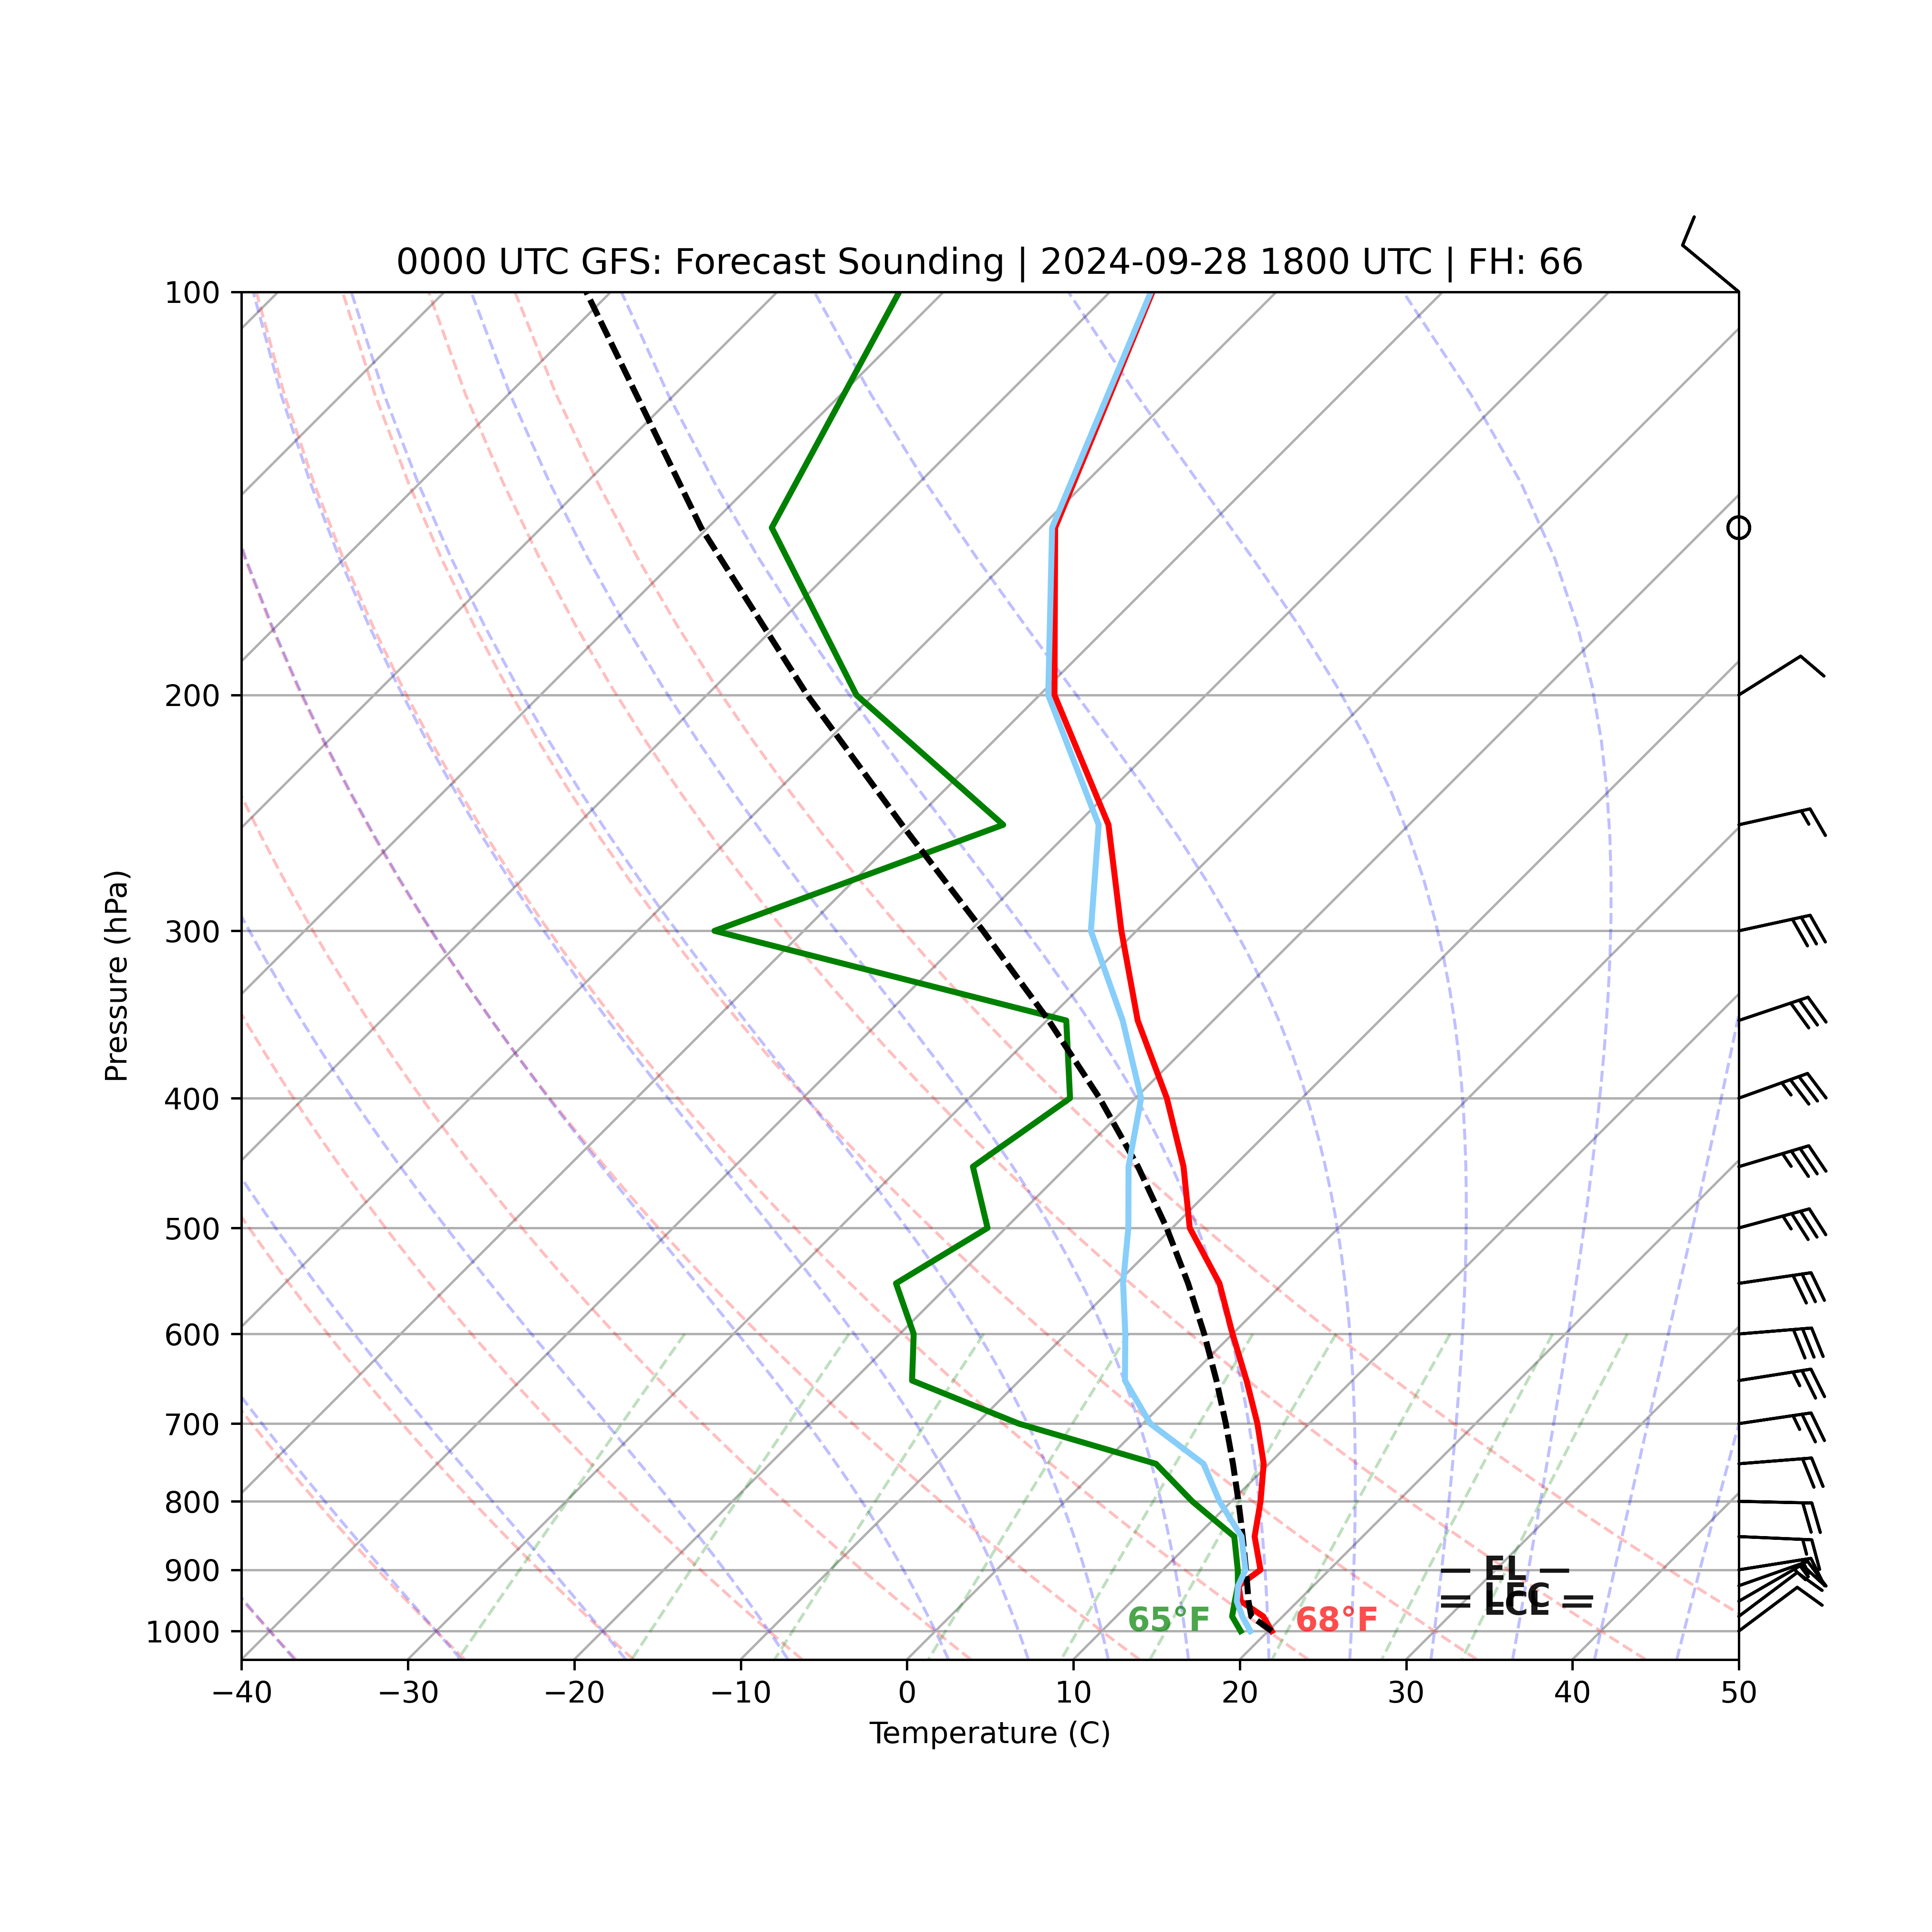 0000 UTC GFS: Forecast Sounding | 2024-09-28 1800 UTC | FH: 66
100
200
300
400
500
600
700
800
900
1000
Pressure (hPa)
— EL —
= LFC =
= LCL =
65°F 68°F
−40 −30 −20 −10 0 10 20 30 40 50
Temperature (C)